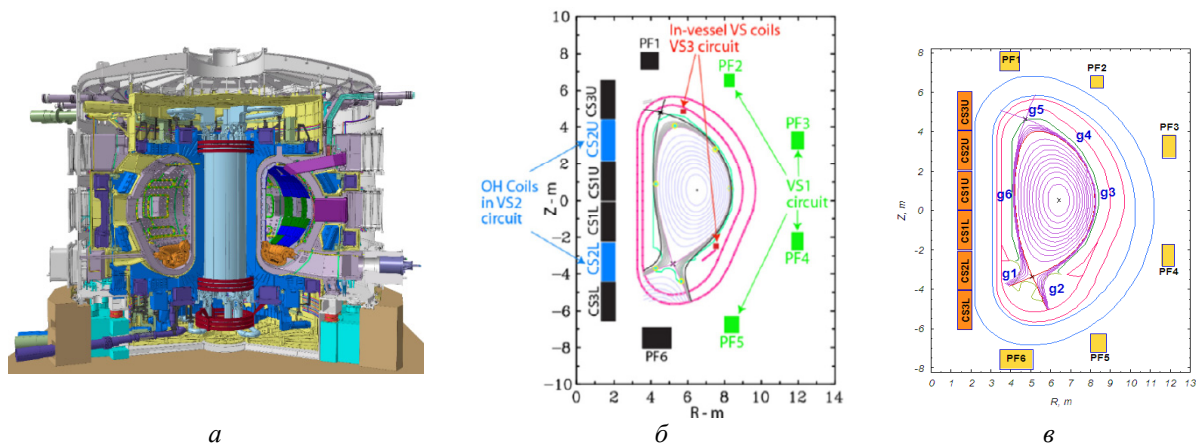 10
8
6
4
2
0
−2
−4
−6
−8
−10
Z - m
0
2
4
6
8
10
12
14
R - m
In-vessel VS coils
VS3 circuit
PF1
PF2
PF3
PF4
PF5
PF6
CS3U
CS2U
CS1U
CS1L
CS2L
CS3L
OH Coils
in VS2
circuit
VS1
circuit
8
6
4
2
0
-2
-4
-6
-8
Z, m
0 1 2 3 4 5 6 7 8 9 10 11 12 13
R, m
PF1
PF2
PF3
PF4
PF5
PF6
CS3U
CS2U
CS1U
CS1L
CS2L
CS3L
g5
g4
g6
g3
g1
g2
а
б
в